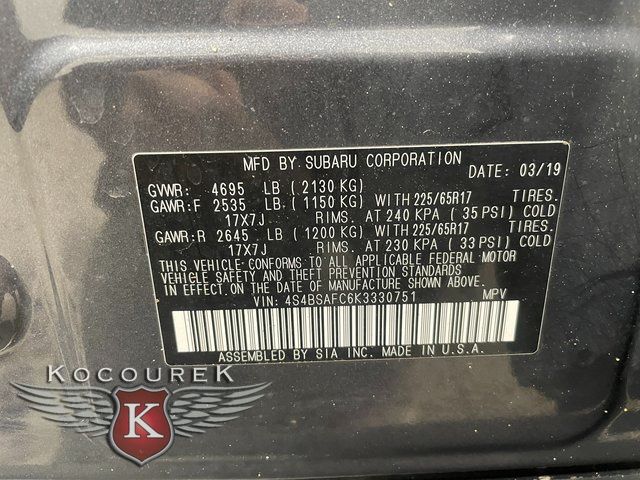 MFD BY SUBARU CORPORATION DATE: 03/19
GVWR: 4695 LB ( 2130 KG)
GAWR:F 2535 LB ( 1150 KG) WITH 225/65R17 TIRES.
17X7J RIMS. AT 240 KPA ( 35 PSI) COLD
GAWR:R 2645 LB ( 1200 KG) WITH 225/65R17 TIRES.
17X7J RIMS. AT 230 KPA ( 33 PSI) COLD
THIS VEHICLE CONFORMS TO ALL APPLICABLE FEDERAL MOTOR
VEHICLE SAFETY AND THEFT PREVENTION STANDARDS
IN EFFECT ON THE DATE OF MANUFACTURE SHOWN ABOVE.
VIN: 4S4BSAFC6K3330751 MPV
ASSEMBLED BY SIA INC. MADE IN U.S.A.
KOCOUREK
K